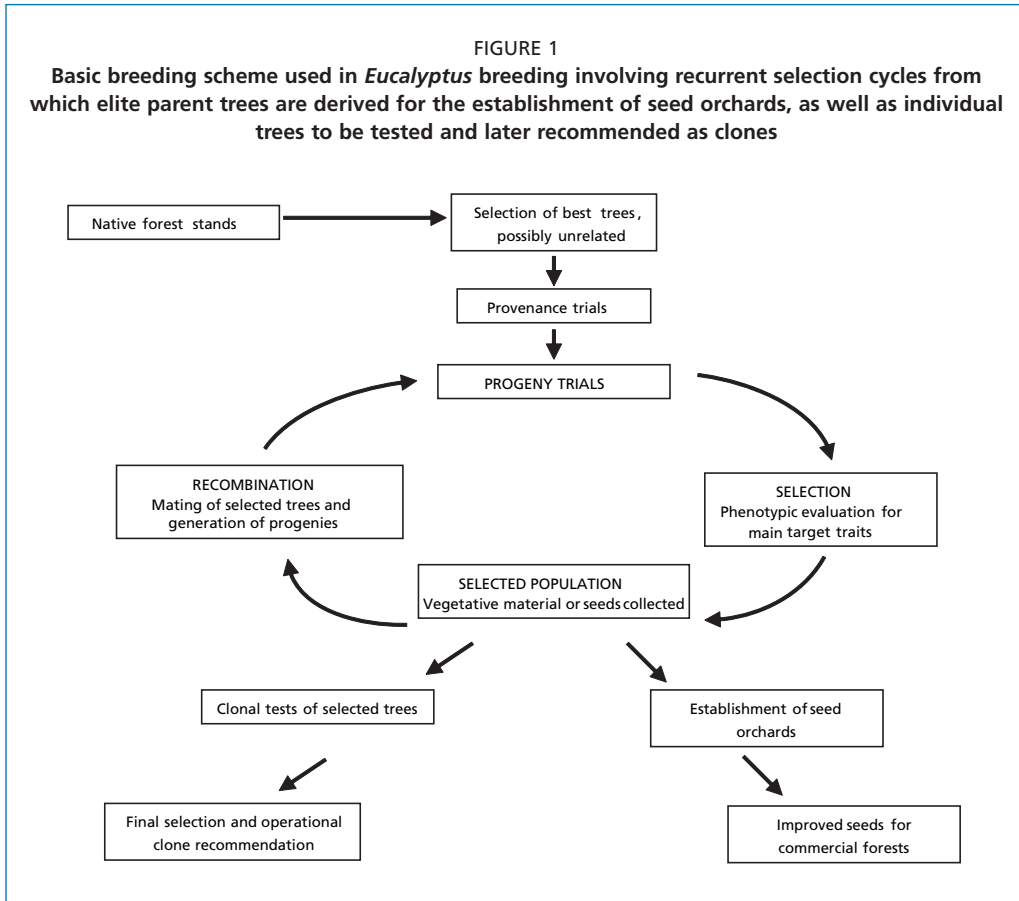 FIGURE 1
Basic breeding scheme used in Eucalyptus breeding involving recurrent selection cycles from
which elite parent trees are derived for the establishment of seed orchards, as well as individual
trees to be tested and later recommended as clones
Native forest stands
Selection of best trees,
possibly unrelated
Provenance trials
PROGENY TRIALS
RECOMBINATION
Mating of selected trees and
generation of progenies
SELECTION
Phenotypic evaluation for
main target traits
SELECTED POPULATION
Vegetative material or seeds collected
Clonal tests of selected trees
Establishment of seed
orchards
Final selection and operational
clone recommendation
Improved seeds for
commercial forests